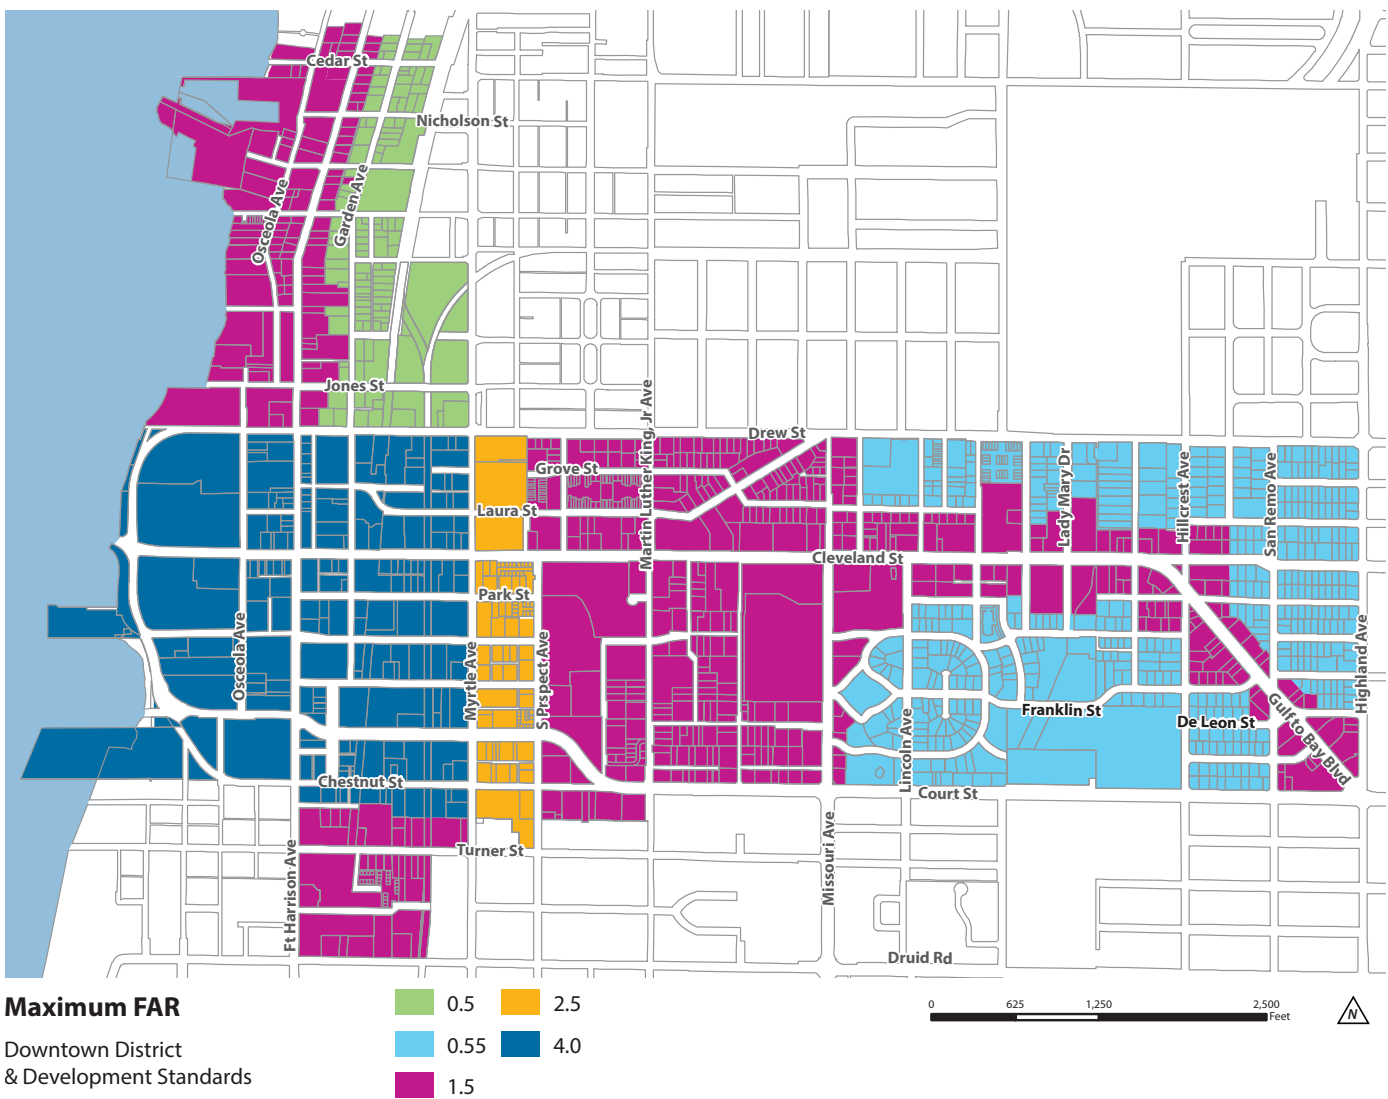 Cedar St
Nicholson St
Osceola Ave
Garden Ave
Jones St
Martin Luther King, Jr Ave
Drew St
Grove St
Laura St
Lady Mary Dr
Hillcrest Ave
San Remo Ave
Cleveland St
Park St
Osceola Ave
Myrtle Ave
S Prspect Ave
Highland Ave
Franklin St
De Leon St
Gulf to Bay Blvd
Lincoln Ave
Chestnut St
Court St
Missouri Ave
Turner St
Ft Harrison Ave
Druid Rd
Maximum FAR
Downtown District
& Development Standards
0.5
0.55
1.5
2.5
4.0
0 625 1,250 2,500
Feet
N